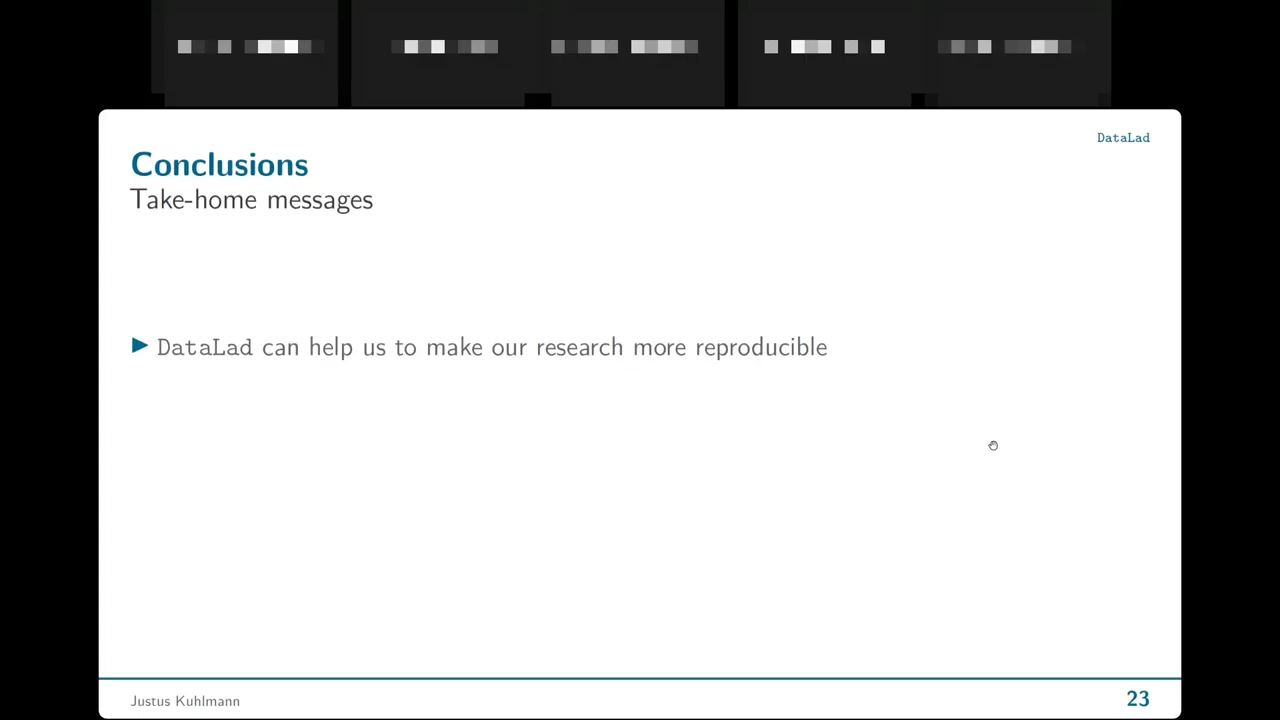 DataLad
Conclusions
Take-home messages
DataLad can help us to make our research more reproducible
Justus Kuhlmann
23